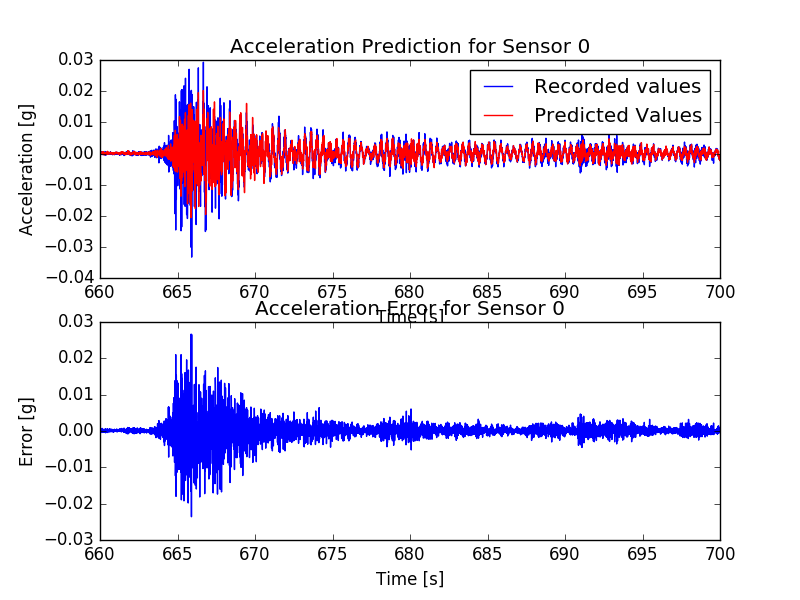 Acceleration Prediction for Sensor 0
Acceleration [g]
0.03
0.02
0.01
0.00
−0.01
−0.02
−0.03
−0.04
Recorded values
Predicted Values
660 665 670 675 680 685 690 695 700
Time [s]
Acceleration Error for Sensor 0
Error [g]
0.03
0.02
0.01
0.00
−0.01
−0.02
−0.03
660 665 670 675 680 685 690 695 700
Time [s]